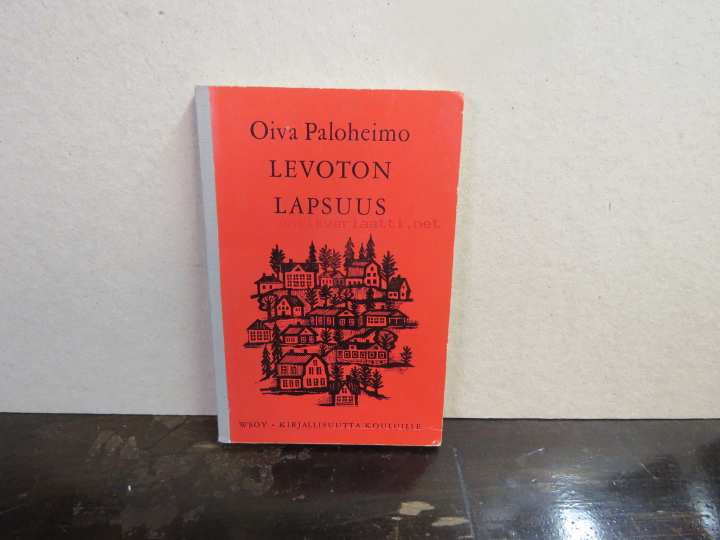 Oiva Paloheimo
LEVOTON
LAPSUUS
antikvariaatti.net
WSOY • KIRJALLISUUTTA KOULUILLE